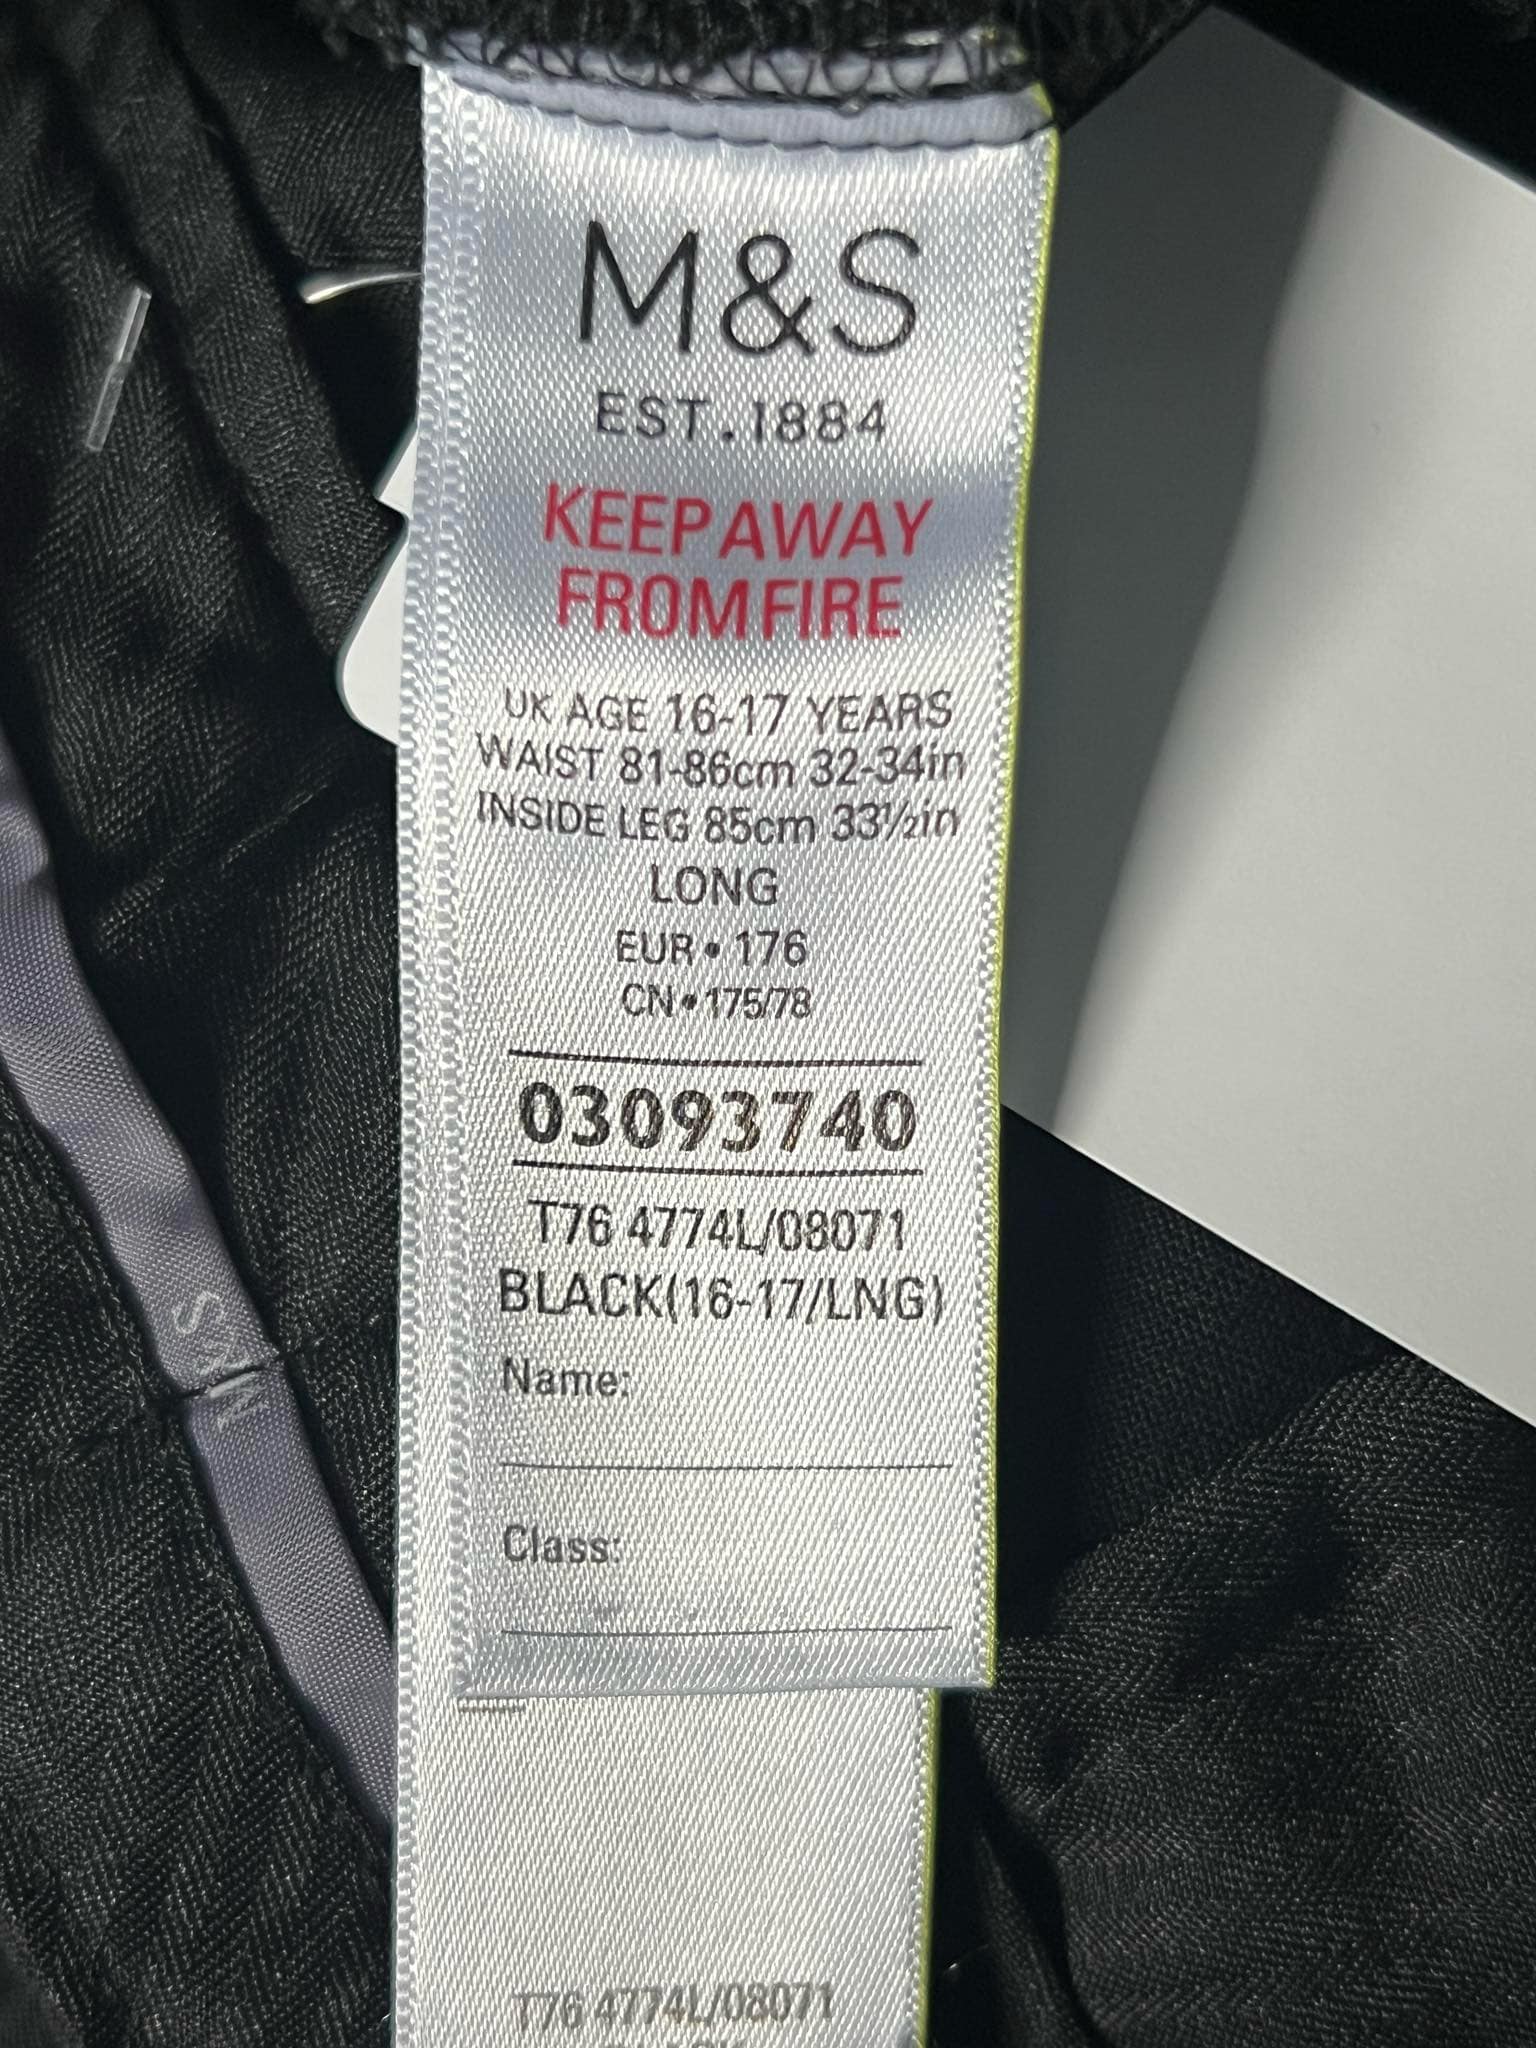 M&S
EST.1884
KEEP AWAY
FROM FIRE
UK AGE 16-17 YEARS
WAIST 81-86cm 32-34in
INSIDE LEG 85cm 33½in
LONG
EUR • 176
CN • 175/78
03093740
T76 4774L/08071
BLACK(16-17/LNG)
Name:
Class:
T76 4774L/08071
M&S